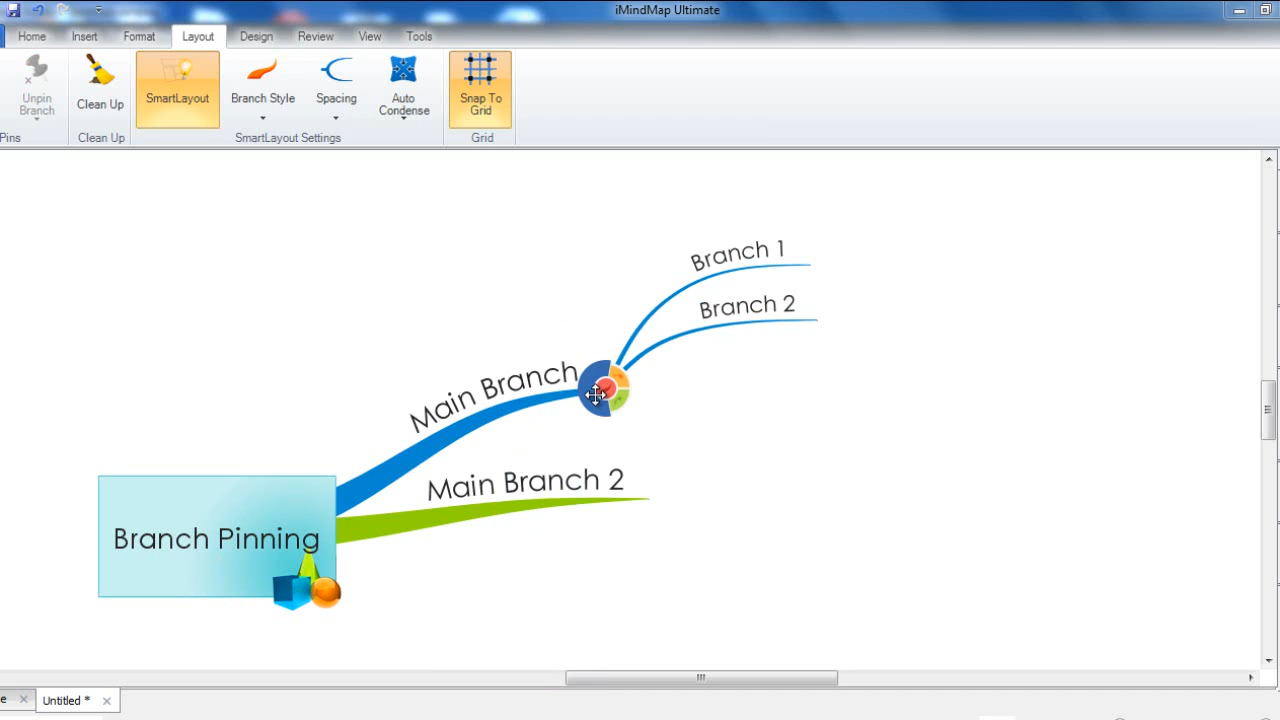 iMindMap Ultimate
Home Insert Format Layout Design Review View Tools
Unpin Branch
Clean Up
SmartLayout
Branch Style
Spacing
Auto Condense
Snap To Grid
Pins
Clean Up
SmartLayout Settings
Grid
Branch 1
Branch 2
Main Branch
Main Branch 2
Branch Pinning
e
Untitled *